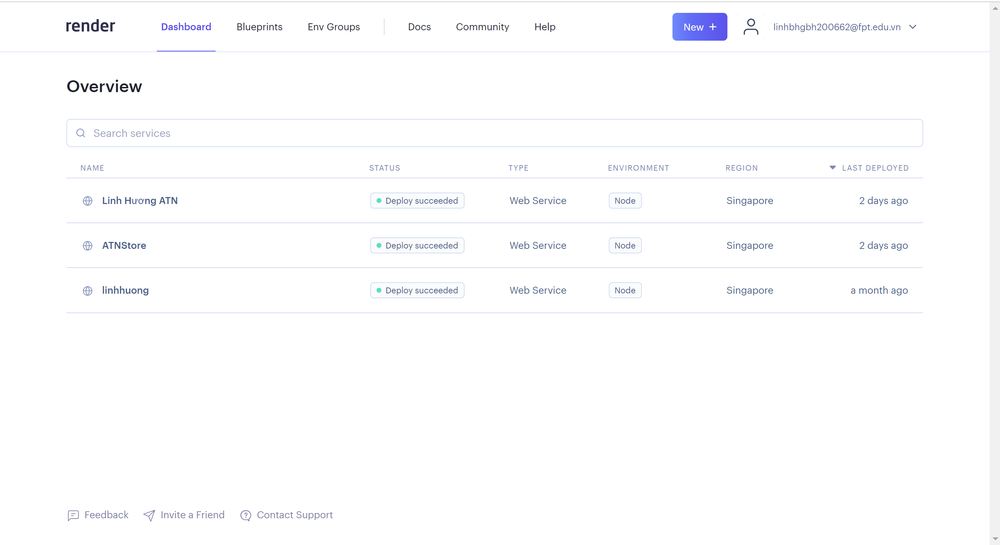 render Dashboard Blueprints Env Groups Docs Community Help New + linhbhgbh200662@fpt.edu.vn
Overview
Search services
NAME STATUS TYPE ENVIRONMENT REGION LAST DEPLOYED
Linh Hương ATN Deploy succeeded Web Service Node Singapore 2 days ago
ATNStore Deploy succeeded Web Service Node Singapore 2 days ago
linhhuong Deploy succeeded Web Service Node Singapore a month ago
Feedback Invite a Friend Contact Support